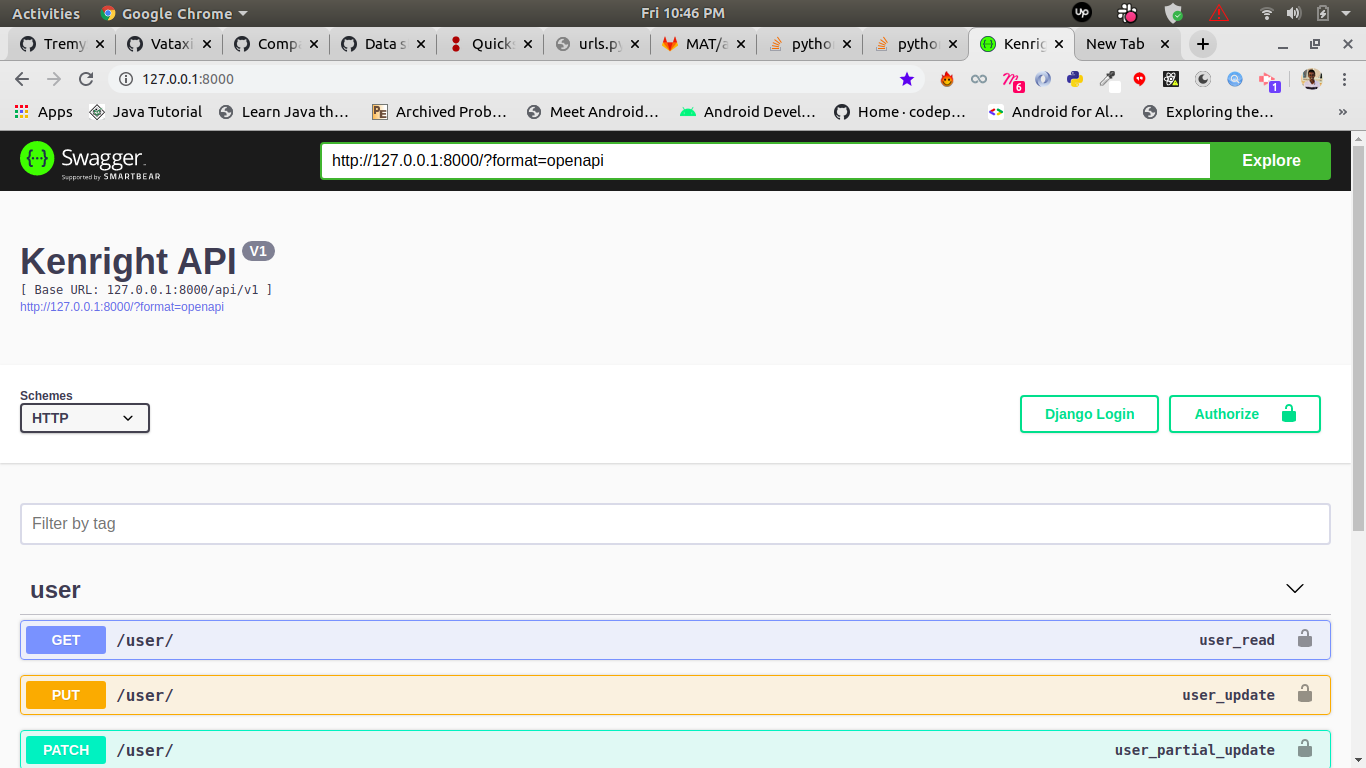 Activities Google Chrome Fri 10:46 PM
Tremy Vataxi Comp Data s Quicks urls.py MAT/a pytho pytho Kenrig New Tab
127.0.0.1:8000
6 1
Apps Java Tutorial Learn Java th… Archived Prob… Meet Android… Android Devel… Home · codep… Android for Al… Exploring the… »
Swagger
Supported by SMARTBEAR
http://127.0.0.1:8000/?format=openapi
Explore
Kenright API V1
[ Base URL: 127.0.0.1:8000/api/v1 ]
http://127.0.0.1:8000/?format=openapi
Schemes
HTTP
Django Login
Authorize
Filter by tag
user
GET /user/ user_read
PUT /user/ user_update
PATCH /user/ user_partial_update